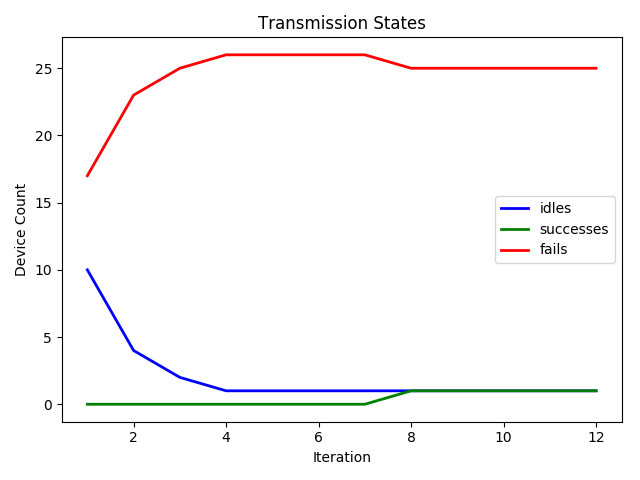 Transmission States
Device Count
25
20
15
10
5
0
idles
successes
fails
2 4 6 8 10 12
Iteration